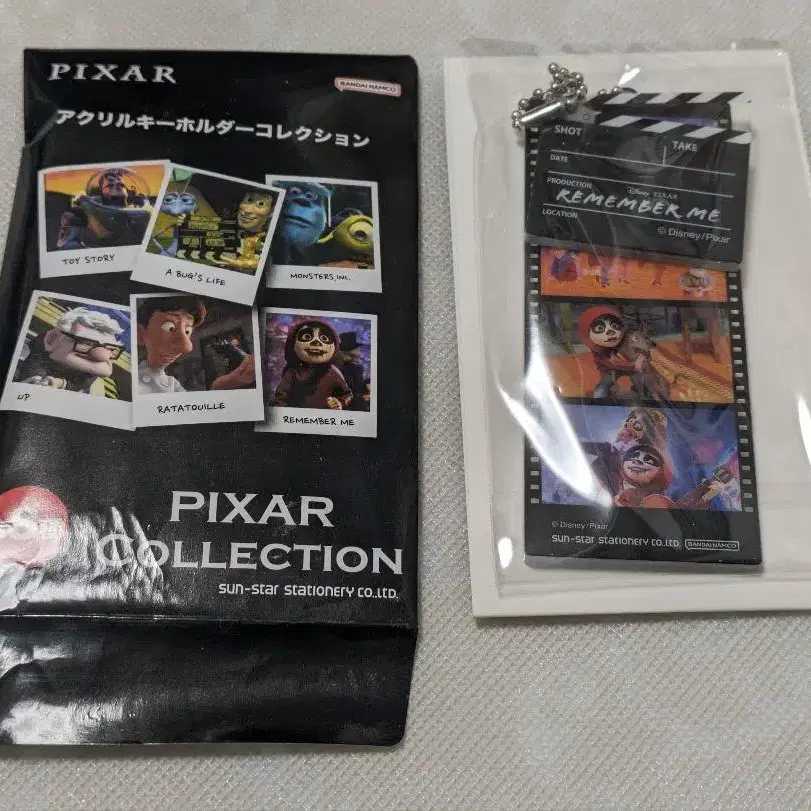 PIXAR
BANDAI NAMCO
アクリルキーホルダーコレクション
TOY STORY
A BUG'S LIFE
MONSTERS, INC.
UP
RATATOUILLE
REMEMBER ME
PIXAR
COLLECTION
sun-star stationery co.,ltd.
SHOT
TAKE
DATE
PRODUCTION
Disney PIXAR
REMEMBER ME
LOCATION
© Disney/Pixar
© Disney/Pixar
sun-star stationery co.,ltd. BANDAI NAMCO